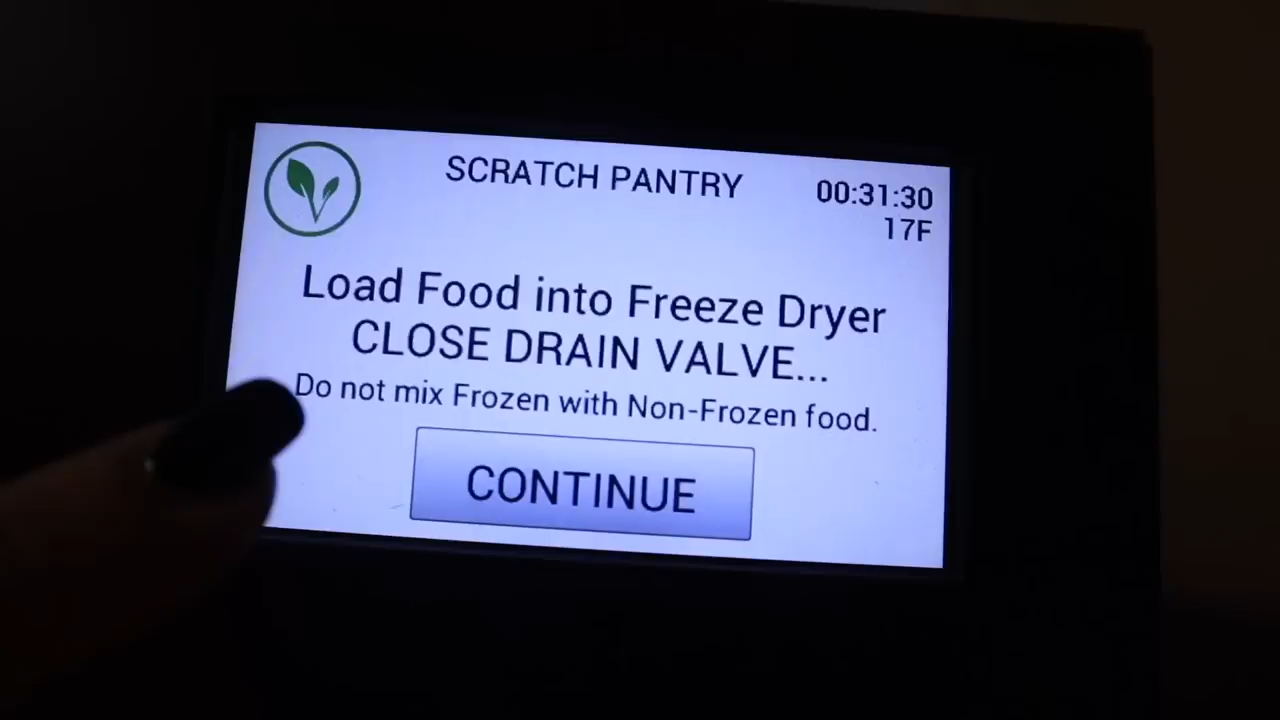 SCRATCH PANTRY
00:31:30
17F
Load Food into Freeze Dryer
CLOSE DRAIN VALVE...
Do not mix Frozen with Non-Frozen food.
CONTINUE